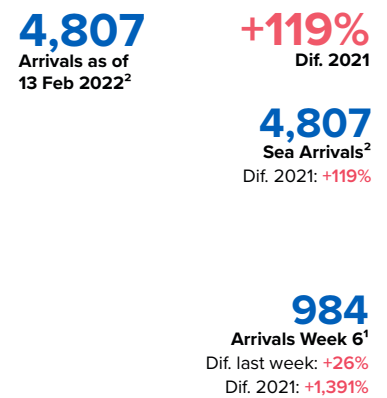 4,807
Arrivals as of
13 Feb 2022²
+119%
Dif. 2021
4,807
Sea Arrivals²
Dif. 2021: +119%
984
Arrivals Week 6¹
Dif. last week: +26%
Dif. 2021: +1,391%